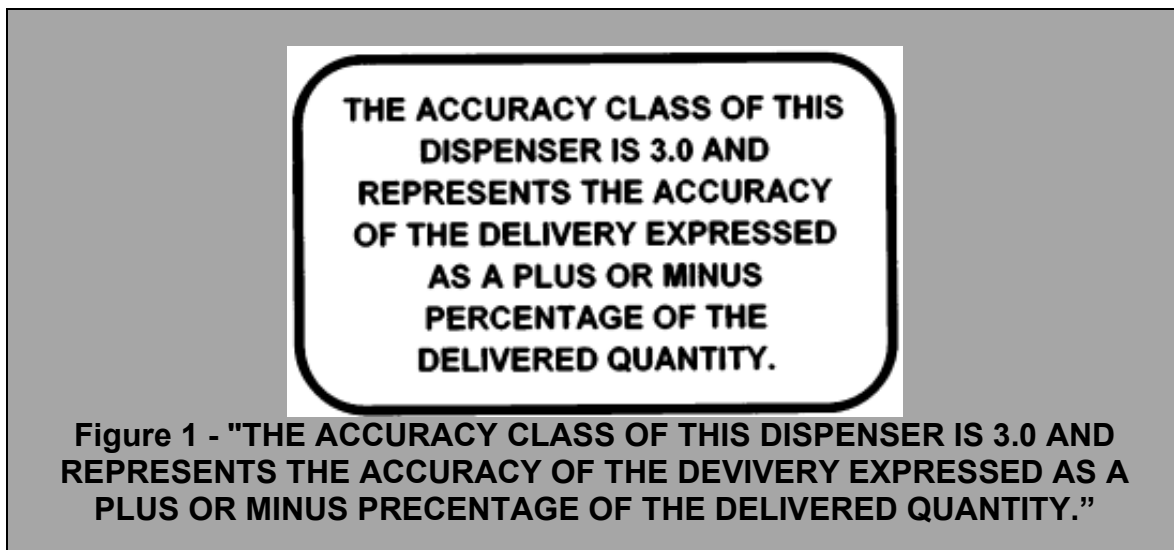 THE ACCURACY CLASS OF THIS
DISPENSER IS 3.0 AND
REPRESENTS THE ACCURACY
OF THE DELIVERY EXPRESSED
AS A PLUS OR MINUS
PERCENTAGE OF THE
DELIVERED QUANTITY.
Figure 1 - "THE ACCURACY CLASS OF THIS DISPENSER IS 3.0 AND
REPRESENTS THE ACCURACY OF THE DEVIVERY EXPRESSED AS A
PLUS OR MINUS PRECENTAGE OF THE DELIVERED QUANTITY.”